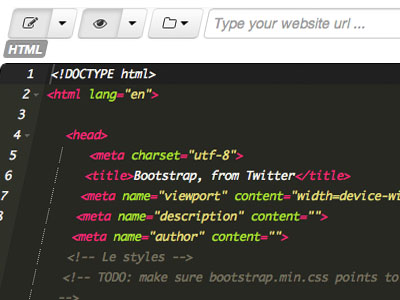 Type your website url ...
HTML
1 <!DOCTYPE html>
2 <html lang="en">
3
4 <head>
5 <meta charset="utf-8">
6 <title>Bootstrap, from Twitter</title>
7 <meta name="viewport" content="width=device-wi
8 <meta name="description" content="">
<meta name="author" content="">
<!-- Le styles -->
<!-- TODO: make sure bootstrap.min.css points to
-->